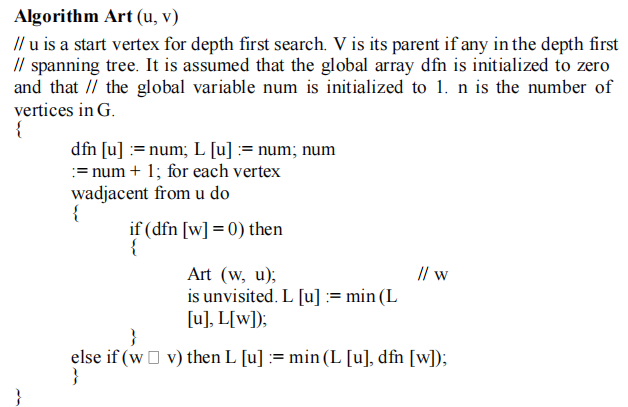 Algorithm Art (u, v)
// u is a start vertex for depth first search. V is its parent if any in the depth first
// spanning tree. It is assumed that the global array dfn is initialized to zero
and that // the global variable num is initialized to 1. n is the number of
vertices in G.
{
dfn [u] := num; L [u] := num; num
:= num + 1; for each vertex
wadjacent from u do
{
if (dfn [w] = 0) then
{
Art (w, u); // w
is unvisited. L [u] := min (L
[u], L[w]);
}
else if (w □ v) then L [u] := min (L [u], dfn [w]);
}
}